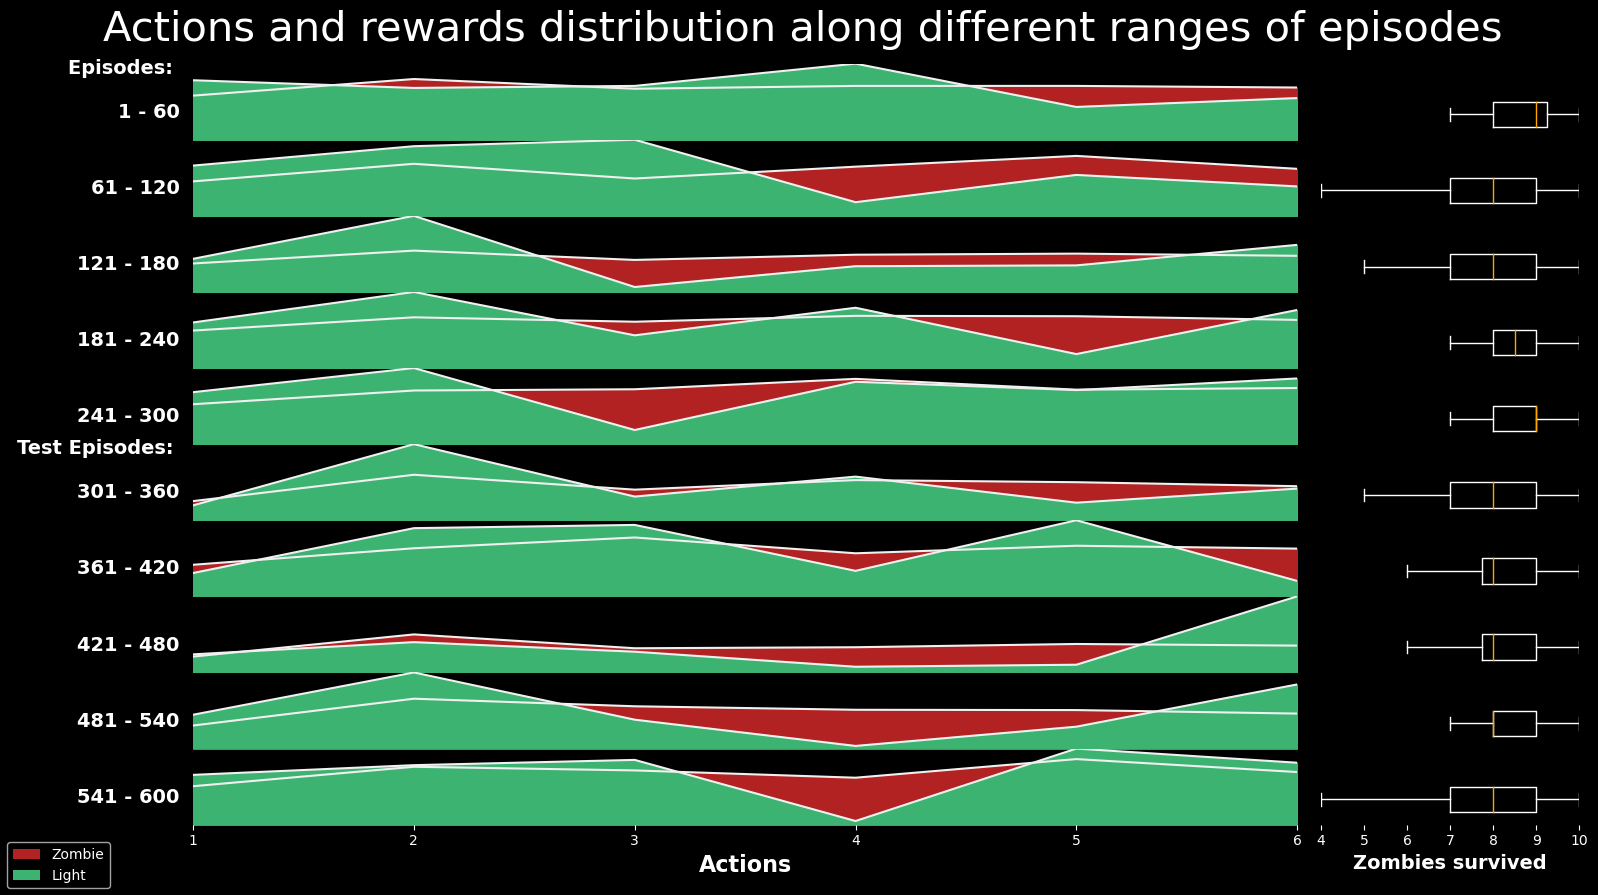 Actions and rewards distribution along different ranges of episodes
Episodes:
1 - 60
61 - 120
121 - 180
181 - 240
241 - 300
Test Episodes:
301 - 360
361 - 420
421 - 480
481 - 540
541 - 600
1 2 3 4 5 6
Actions
4 5 6 7 8 9 10
Zombies survived
Zombie
Light